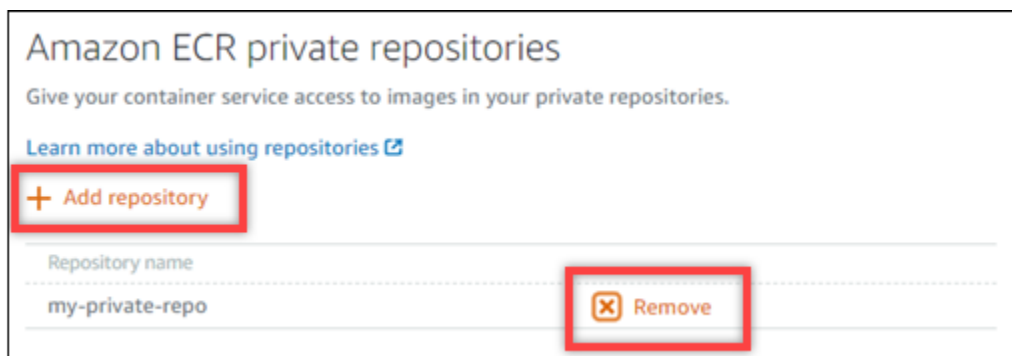 Amazon ECR private repositories
Give your container service access to images in your private repositories.
Learn more about using repositories
Add repository
Repository name
my-private-repo Remove